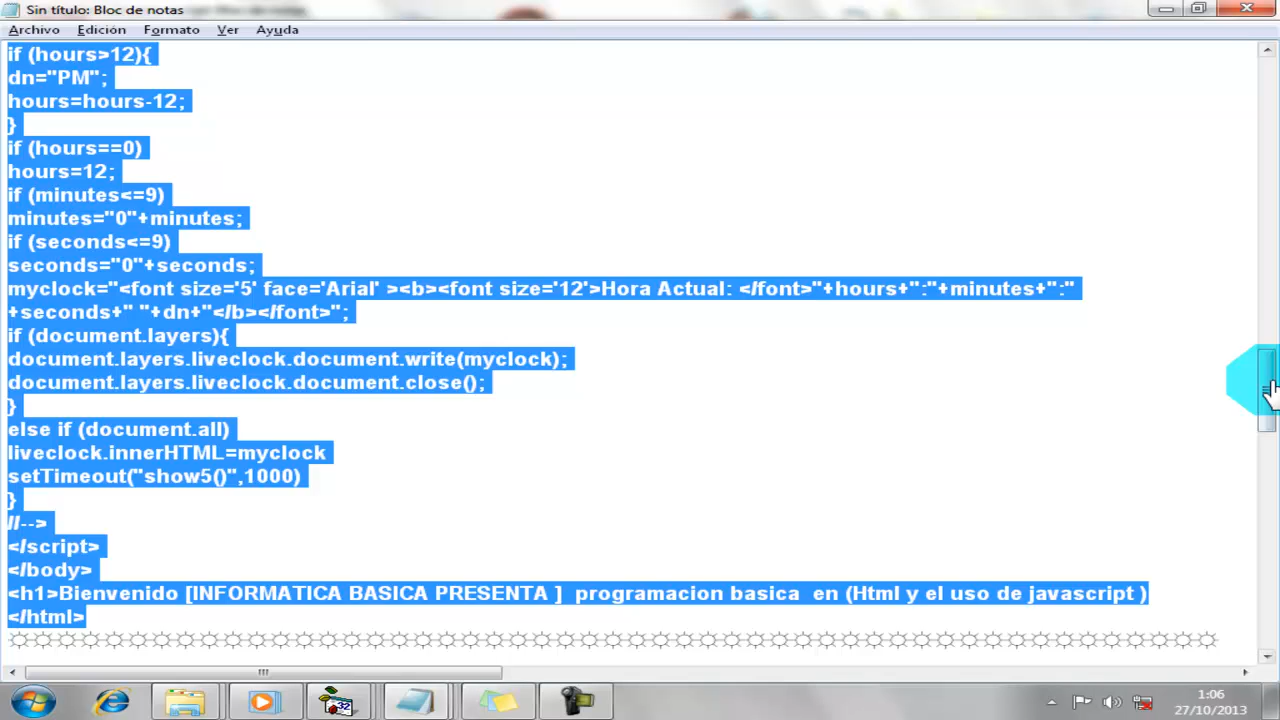 Sin título: Bloc de notas
Archivo Edición Formato Ver Ayuda
if (hours>12){
dn="PM";
hours=hours-12;
}
if (hours==0)
hours=12;
if (minutes<=9)
minutes="0"+minutes;
if (seconds<=9)
seconds="0"+seconds;
myclock="<font size='5' face='Arial' ><b><font size='12'>Hora Actual: </font>"+hours+":"+minutes+":"
+seconds+" "+dn+"</b></font>";
if (document.layers){
document.layers.liveclock.document.write(myclock);
document.layers.liveclock.document.close();
}
else if (document.all)
liveclock.innerHTML=myclock
setTimeout("show5()",1000)
}
//-->
</script>
</body>
<h1>Bienvenido [INFORMATICA BASICA PRESENTA ]  programacion basica  en (Html y el uso de javascript )
</html>
1:06
27/10/2013